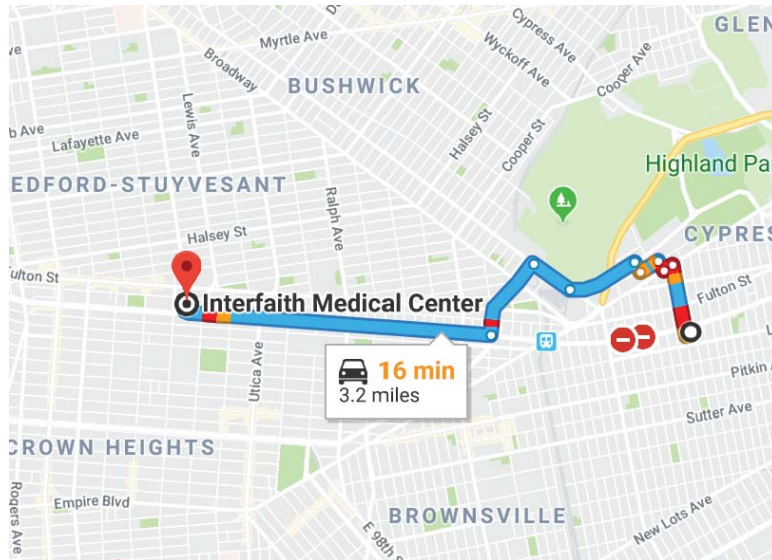 GLEN
Cypress Ave
Myrtle Ave
Wyckoff Ave
Cooper Ave
Broadway
BUSHWICK
Lewis Ave
b Ave
Lafayette Ave
Halsey St
Cooper St
Highland Pa
EDFORD-STUYVESANT
Ralph Ave
Halsey St
CYPRES
Fulton St
Interfaith Medical Center
Fulton St
16 min
3.2 miles
Utica Ave
Pitkin A
Sutter Ave
CROWN HEIGHTS
Rogers Ave
Empire Blvd
BROWNSVILLE
New Lots Ave
E 98th S